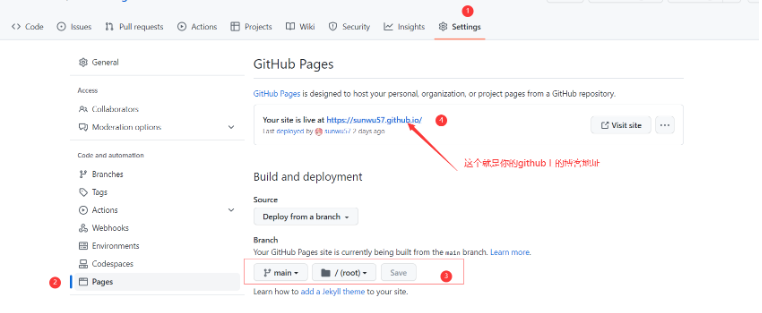 Code Issues Pull requests Actions Projects Wiki Security Insights Settings
1
General
Access
Collaborators
Moderation options
Code and automation
Branches
Tags
Actions
Webhooks
Environments
Codespaces
2 Pages
GitHub Pages
GitHub Pages is designed to host your personal, organization, or project pages from a GitHub repository.
Your site is live at https://sunwu57.github.io/
4
Last deployed by sunwu57 2 days ago
Visit site
这个就是你的github上的博客地址
Build and deployment
Source
Deploy from a branch
Branch
Your GitHub Pages site is currently being built from the main branch. Learn more.
main / (root) Save
3
Learn how to add a Jekyll theme to your site.